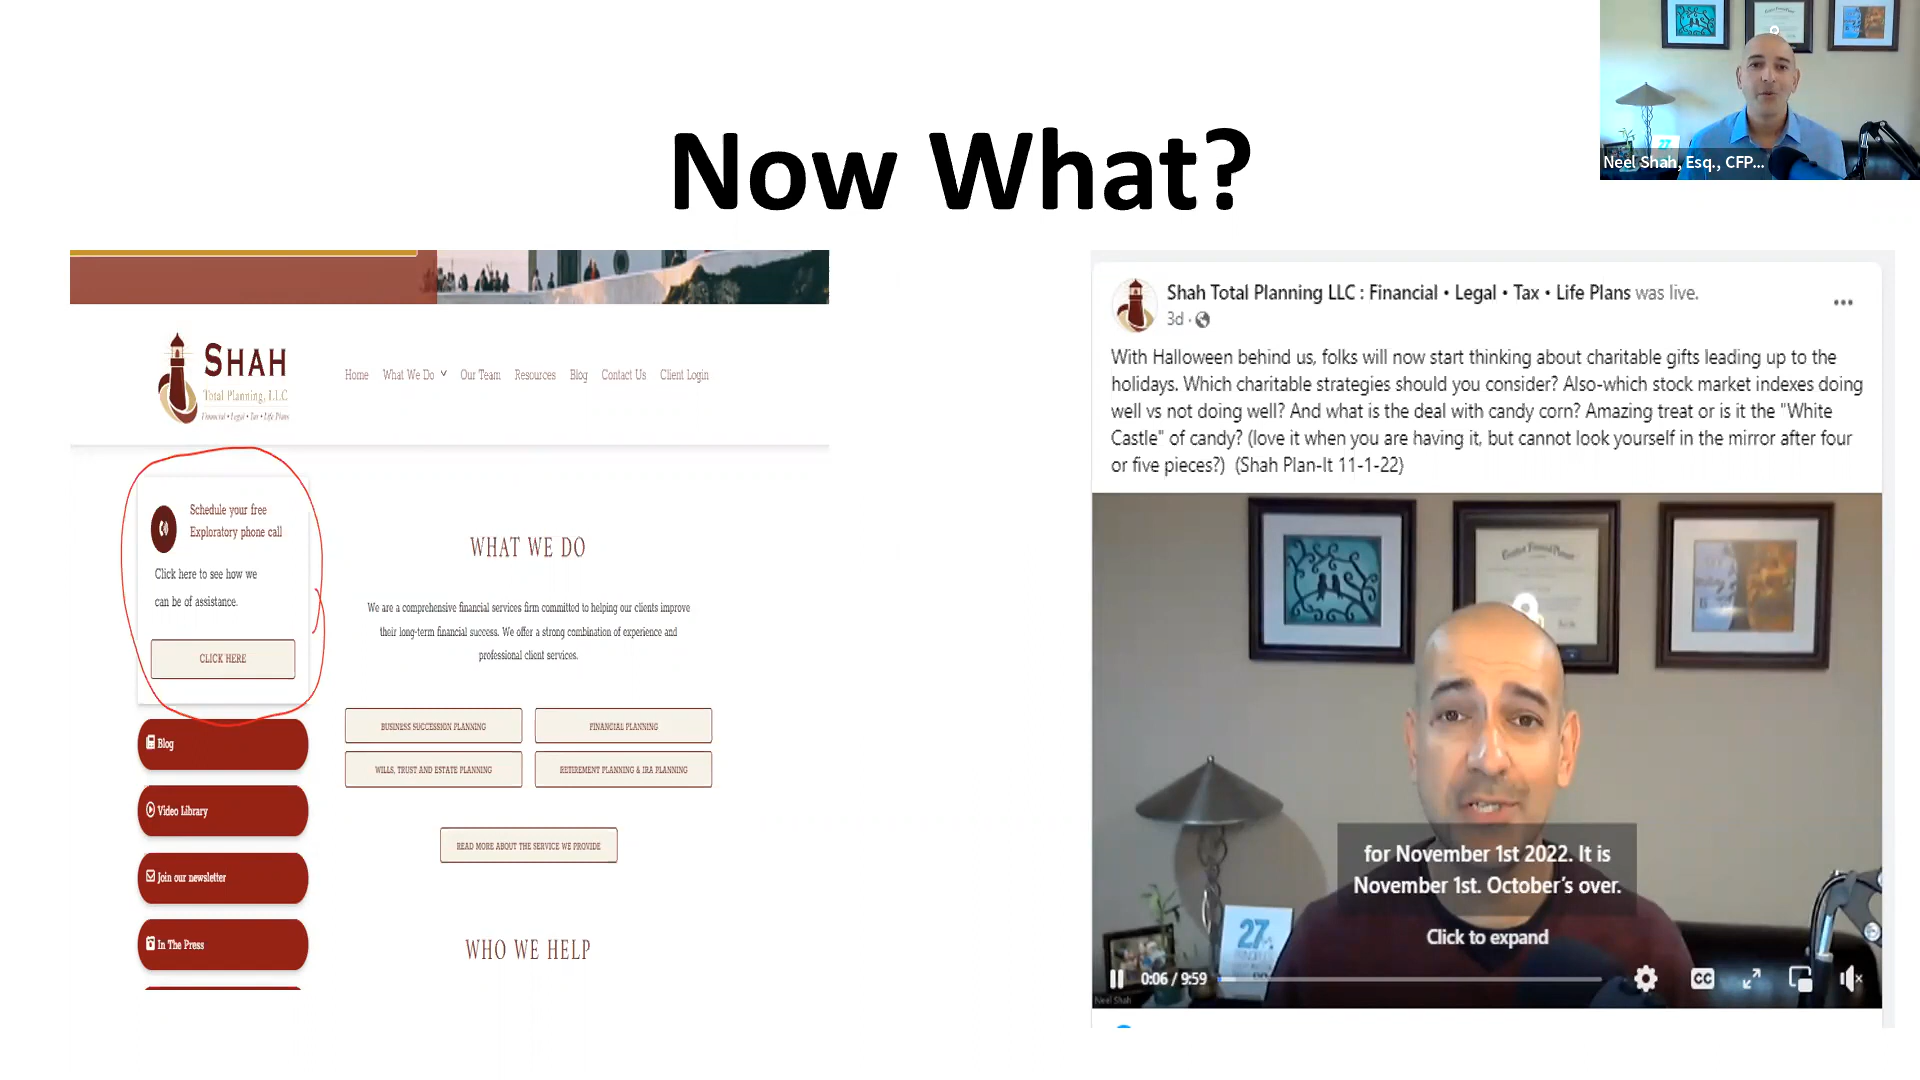 Now What?
Neel Shah, Esq., CFP...
SHAH
Total Planning, LLC
Financial • Legal • Tax • Life Plans
Home What We Do Our Team Resources Blog Contact Us Client Login
Schedule your free
Exploratory phone call
Click here to see how we
can be of assistance.
CLICK HERE
Blog
Video Library
Join our newsletter
In The Press
WHAT WE DO
We are a comprehensive financial services firm committed to helping our clients improve
their long-term financial success. We offer a strong combination of experience and
professional client services.
BUSINESS SUCCESSION PLANNING
FINANCIAL PLANNING
WILLS, TRUST AND ESTATE PLANNING
RETIREMENT PLANNING & IRA PLANNING
READ MORE ABOUT THE SERVICE WE PROVIDE
WHO WE HELP
Shah Total Planning LLC : Financial • Legal • Tax • Life Plans was live.
3d ·
With Halloween behind us, folks will now start thinking about charitable gifts leading up to the
holidays. Which charitable strategies should you consider? Also-which stock market indexes doing
well vs not doing well? And what is the deal with candy corn? Amazing treat or is it the "White
Castle" of candy? (love it when you are having it, but cannot look yourself in the mirror after four
or five pieces?) (Shah Plan-It 11-1-22)
27
for November 1st 2022. It is
November 1st. October's over.
Click to expand
0:06 / 9:59
CC
Neel Shah